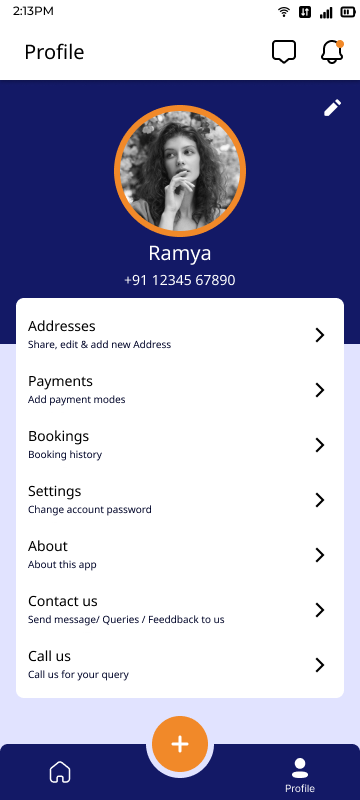 2:13PM
Profile
Ramya
+91 12345 67890
Addresses
Share, edit & add new Address
Payments
Add payment modes
Bookings
Booking history
Settings
Change account password
About
About this app
Contact us
Send message/ Queries / Feeddback to us
Call us
Call us for your query
Profile